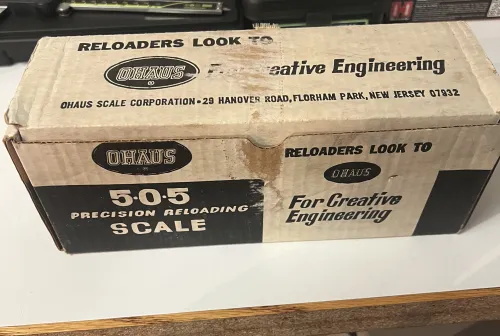 RELOADERS LOOK TO
OHAUS
®
For Creative Engineering
OHAUS SCALE CORPORATION • 29 HANOVER ROAD, FLORHAM PARK, NEW JERSEY 07932
OHAUS
5·0·5
PRECISION RELOADING
SCALE
RELOADERS LOOK TO
OHAUS
For Creative
Engineering